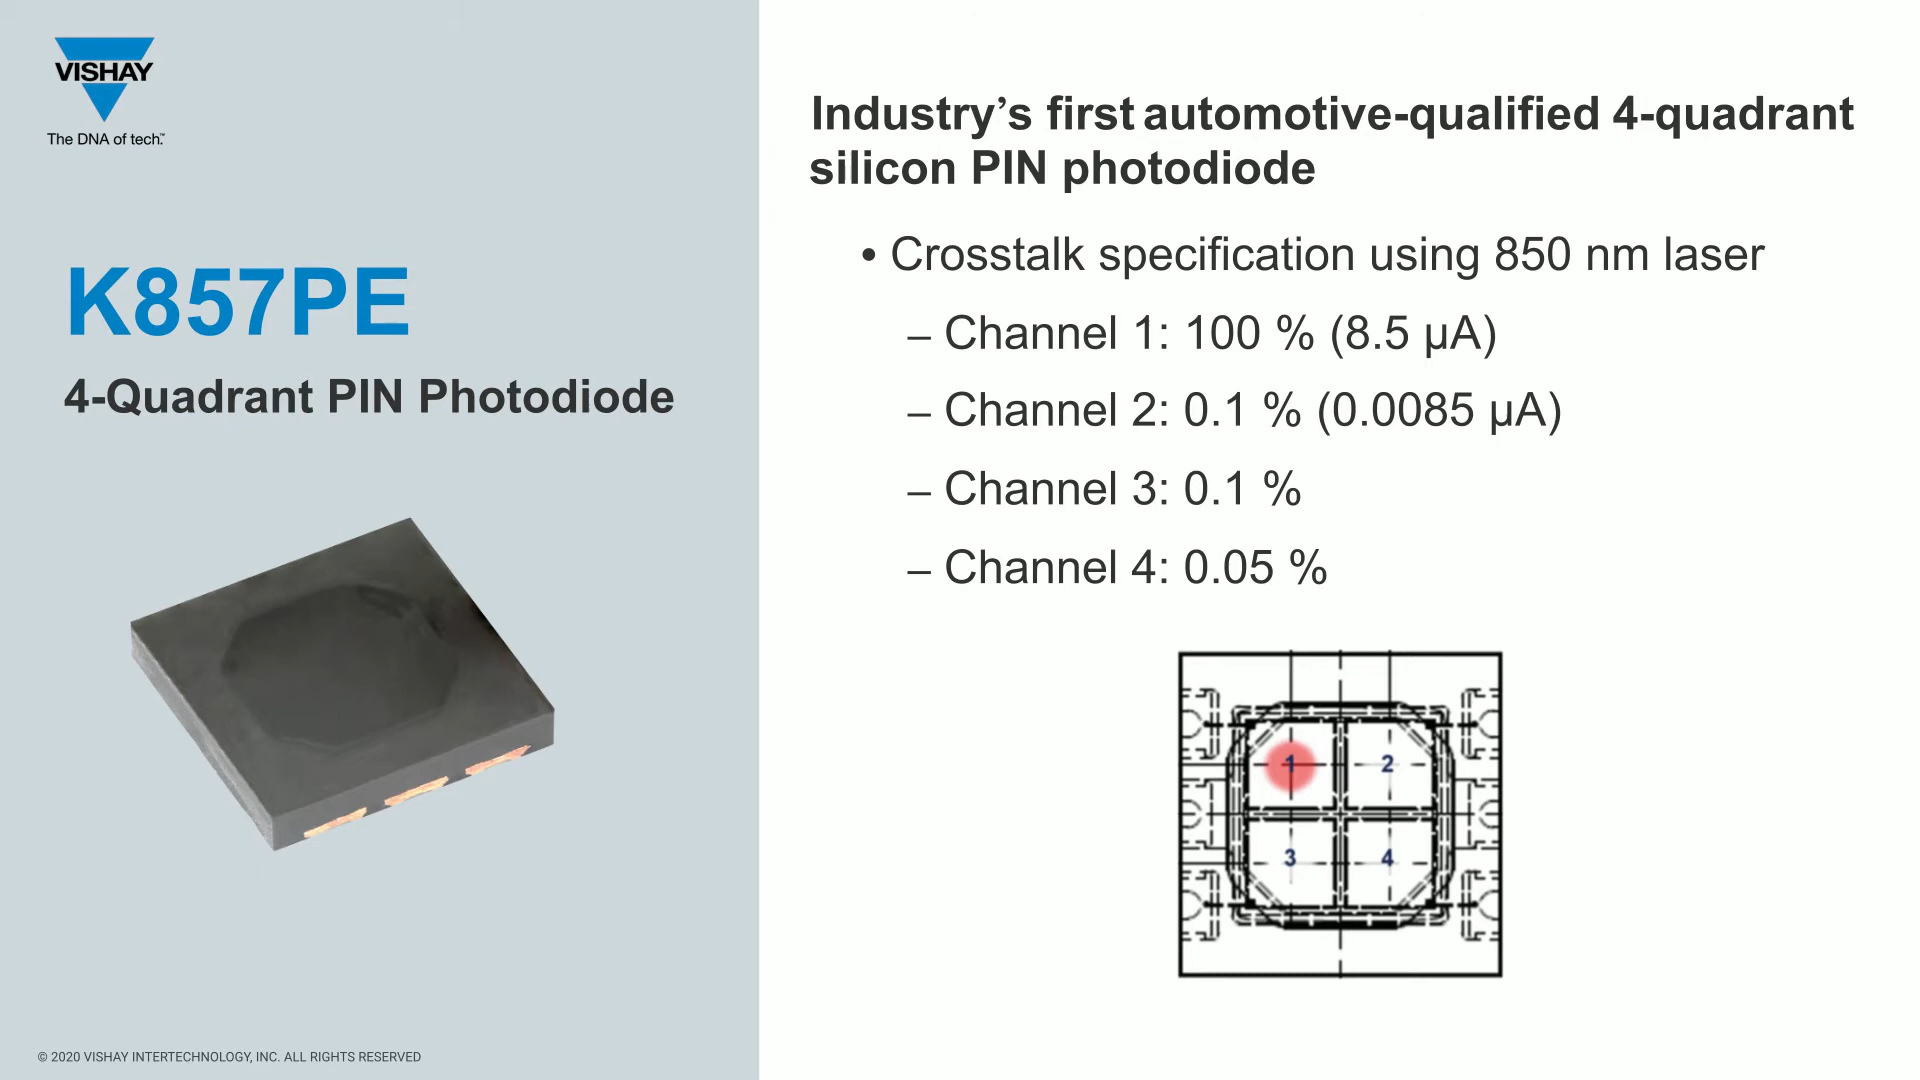 VISHAY
The DNA of tech™
K857PE
4-Quadrant PIN Photodiode
© 2020 VISHAY INTERTECHNOLOGY, INC. ALL RIGHTS RESERVED
Industry’s first automotive-qualified 4-quadrant
silicon PIN photodiode
• Crosstalk specification using 850 nm laser
– Channel 1: 100 % (8.5 μA)
– Channel 2: 0.1 % (0.0085 μA)
– Channel 3: 0.1 %
– Channel 4: 0.05 %
1 2
3 4